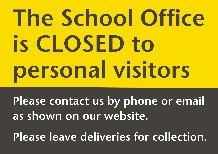 The School Office
is CLOSED to
personal visitors
Please contact us by phone or email
as shown on our website.
Please leave deliveries for collection.